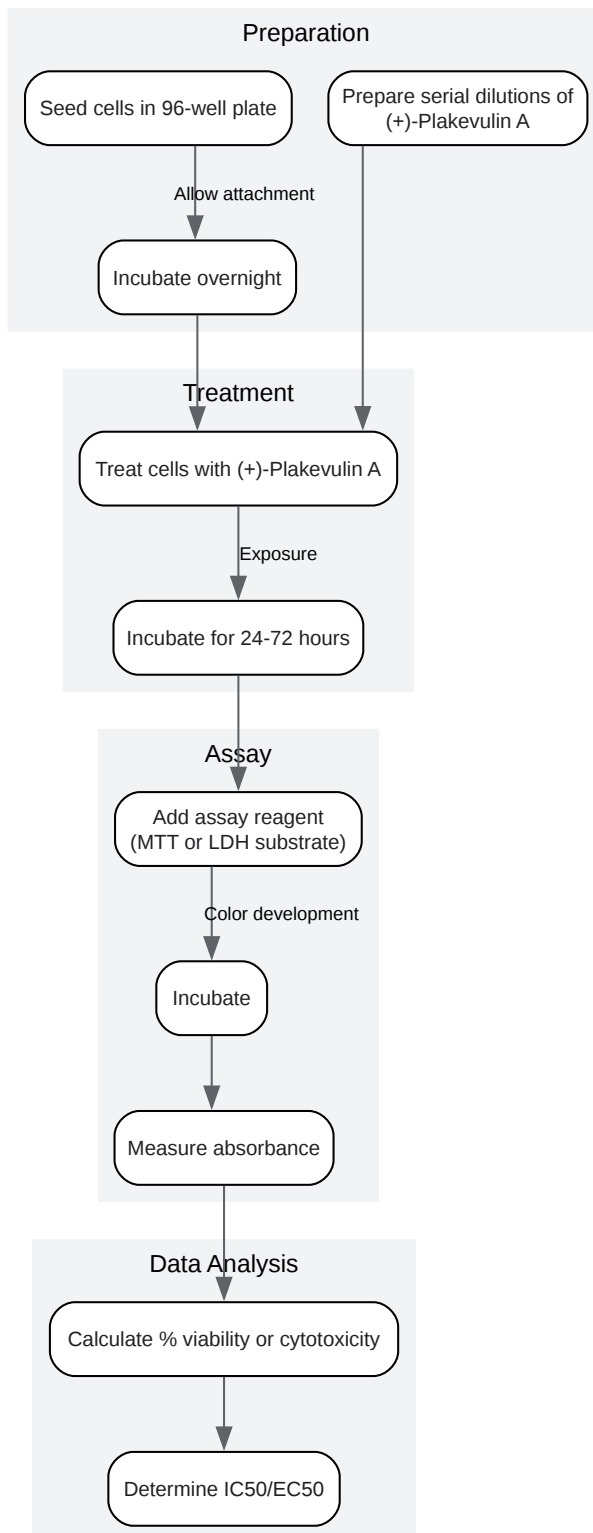 Preparation
Seed cells in 96-well plate
Prepare serial dilutions of
(+)-Plakevulin A
Allow attachment
Incubate overnight
Treatment
Treat cells with (+)-Plakevulin A
Exposure
Incubate for 24-72 hours
Assay
Add assay reagent
(MTT or LDH substrate)
Color development
Incubate
Measure absorbance
Data Analysis
Calculate % viability or cytotoxicity
Determine IC50/EC50